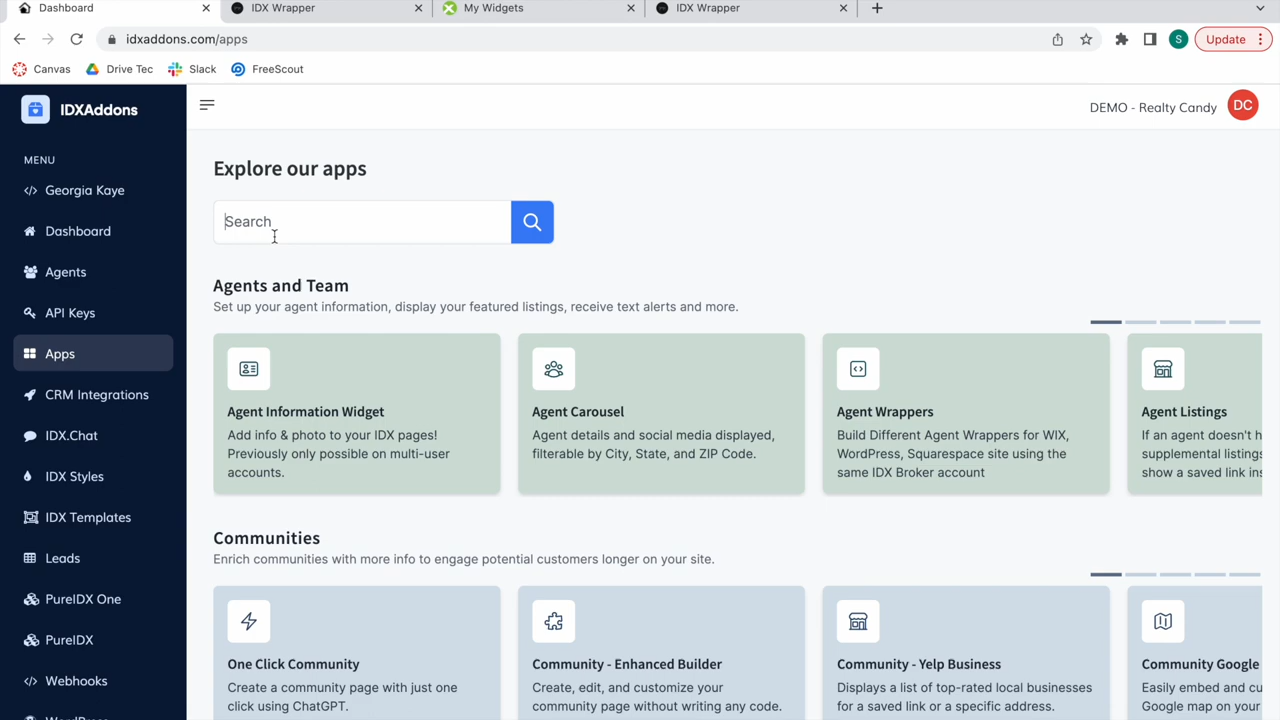 Dashboard
IDX Wrapper
My Widgets
IDX Wrapper
idxaddons.com/apps
S
Update
Canvas
Drive Tec
Slack
FreeScout
IDXAddons
DEMO - Realty Candy
DC
MENU
Georgia Kaye
Dashboard
Agents
API Keys
Apps
CRM Integrations
IDX.Chat
IDX Styles
IDX Templates
Leads
PureIDX One
PureIDX
Webhooks
Explore our apps
Search
Agents and Team
Set up your agent information, display your featured listings, receive text alerts and more.
Agent Information Widget
Add info & photo to your IDX pages!
Previously only possible on multi-user
accounts.
Agent Carousel
Agent details and social media displayed,
filterable by City, State, and ZIP Code.
Agent Wrappers
Build Different Agent Wrappers for WIX,
WordPress, Squarespace site using the
same IDX Broker account
Agent Listings
If an agent doesn't h
supplemental listings
show a saved link ins
Communities
Enrich communities with more info to engage potential customers longer on your site.
One Click Community
Create a community page with just one
click using ChatGPT.
Community - Enhanced Builder
Create, edit, and customize your
community page without writing any code.
Community - Yelp Business
Displays a list of top-rated local businesses
for a saved link or a specific address.
Community Google
Easily embed and cu
Google map on your